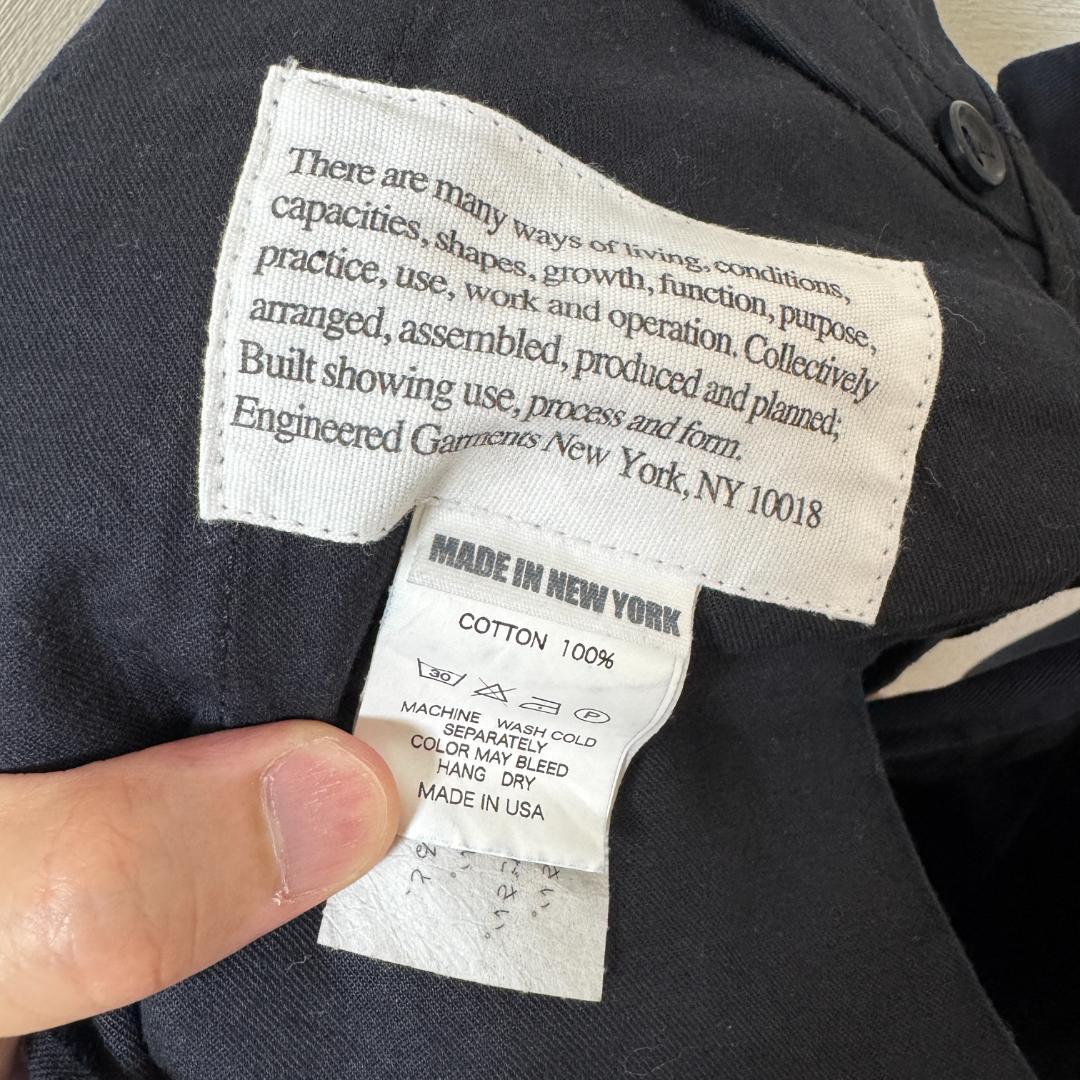 There are many ways of living, conditions,
capacities, shapes, growth, function, purpose,
practice, use, work and operation. Collectively
arranged, assembled, produced and planned;
Built showing use, process and form.
Engineered Garments New York, NY 10018
MADE IN NEW YORK
COTTON 100%
30 P
MACHINE WASH COLD
SEPARATELY
COLOR MAY BLEED
HANG DRY
MADE IN USA